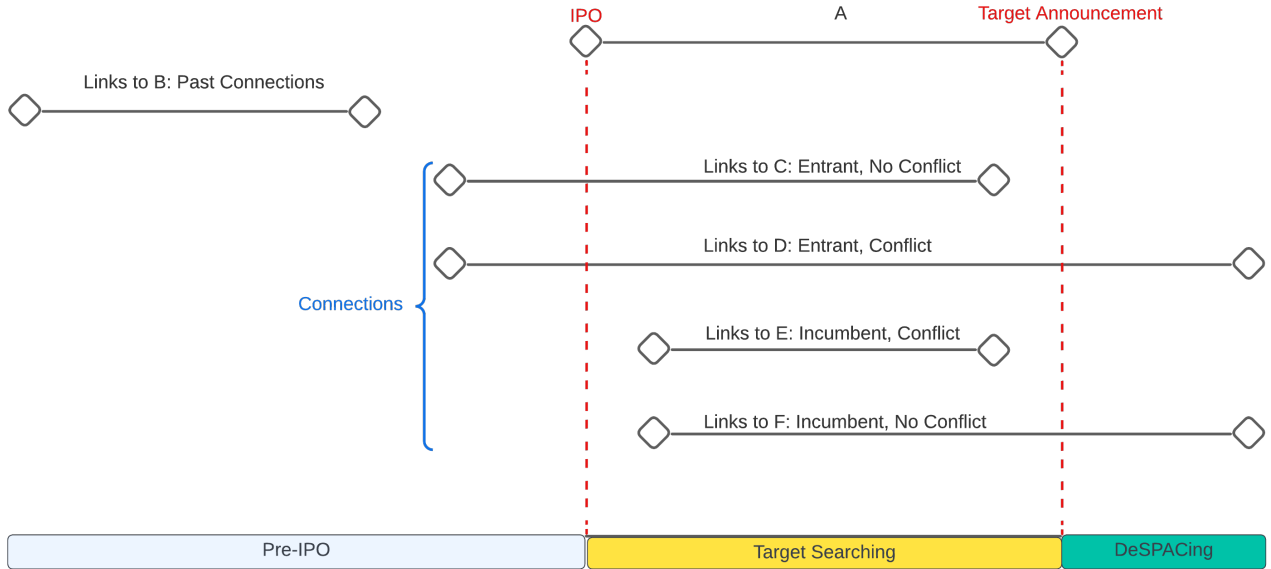 IPO
A
Target Announcement
Links to B: Past Connections
Links to C: Entrant, No Conflict
Links to D: Entrant, Conflict
Connections
Links to E: Incumbent, Conflict
Links to F: Incumbent, No Conflict
Pre-IPO
Target Searching
DeSPACing